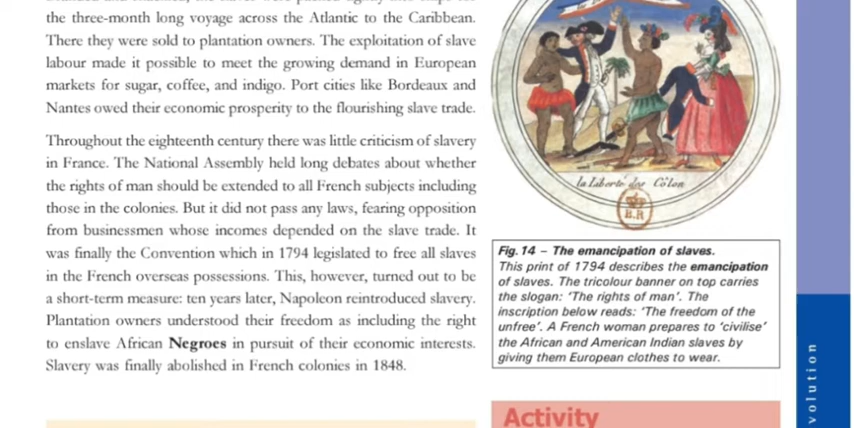 the three-month long voyage across the Atlantic to the Caribbean.
There they were sold to plantation owners. The exploitation of slave
labour made it possible to meet the growing demand in European
markets for sugar, coffee, and indigo. Port cities like Bordeaux and
Nantes owed their economic prosperity to the flourishing slave trade.
Throughout the eighteenth century there was little criticism of slavery
in France. The National Assembly held long debates about whether
the rights of man should be extended to all French subjects including
those in the colonies. But it did not pass any laws, fearing opposition
from businessmen whose incomes depended on the slave trade. It
was finally the Convention which in 1794 legislated to free all slaves
in the French overseas possessions. This, however, turned out to be
a short-term measure: ten years later, Napoleon reintroduced slavery.
Plantation owners understood their freedom as including the right
to enslave African Negroes in pursuit of their economic interests.
Slavery was finally abolished in French colonies in 1848.
la Liberté des Côlon
B.R
Fig. 14 – The emancipation of slaves.
This print of 1794 describes the emancipation
of slaves. The tricolour banner on top carries
the slogan: ‘The rights of man’. The
inscription below reads: ‘The freedom of the
unfree’. A French woman prepares to ‘civilise’
the African and American Indian slaves by
giving them European clothes to wear.
Activity
volution